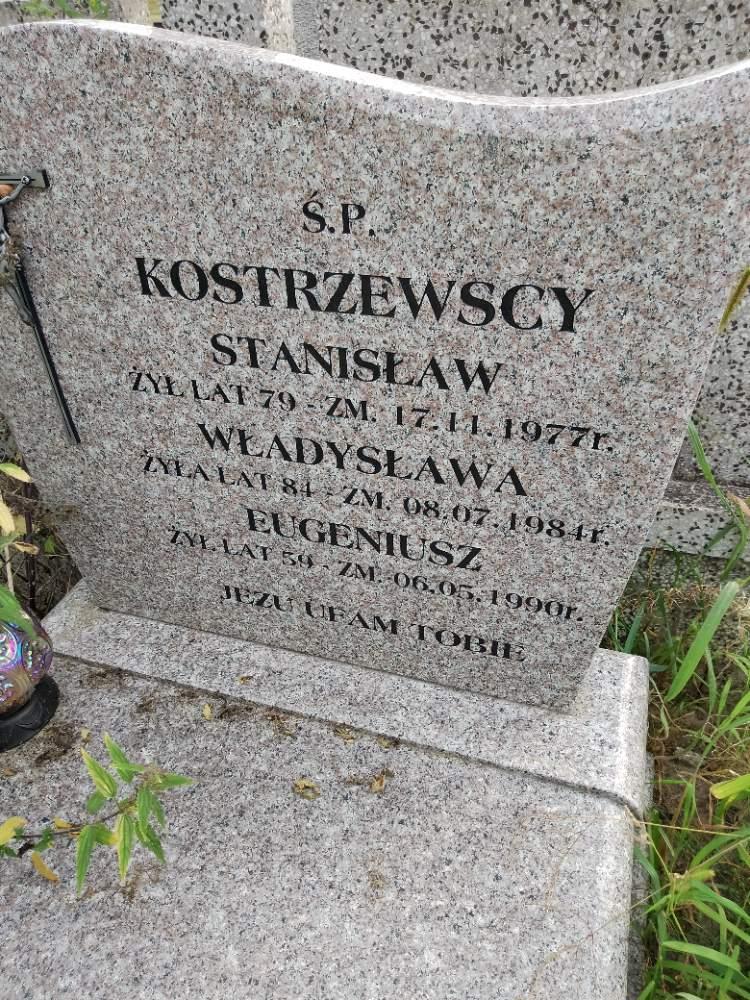 Ś.P.
KOSTRZEWSCY
STANISŁAW
ŻYŁ LAT 79 - ZM. 17.11.1977r.
WŁADYSŁAWA
ŻYŁA LAT 84 - ZM. 08.07.1984r.
EUGENIUSZ
ŻYŁ LAT 59 - ZM. 06.05.1990r.
JEZU UFAM TOBIE